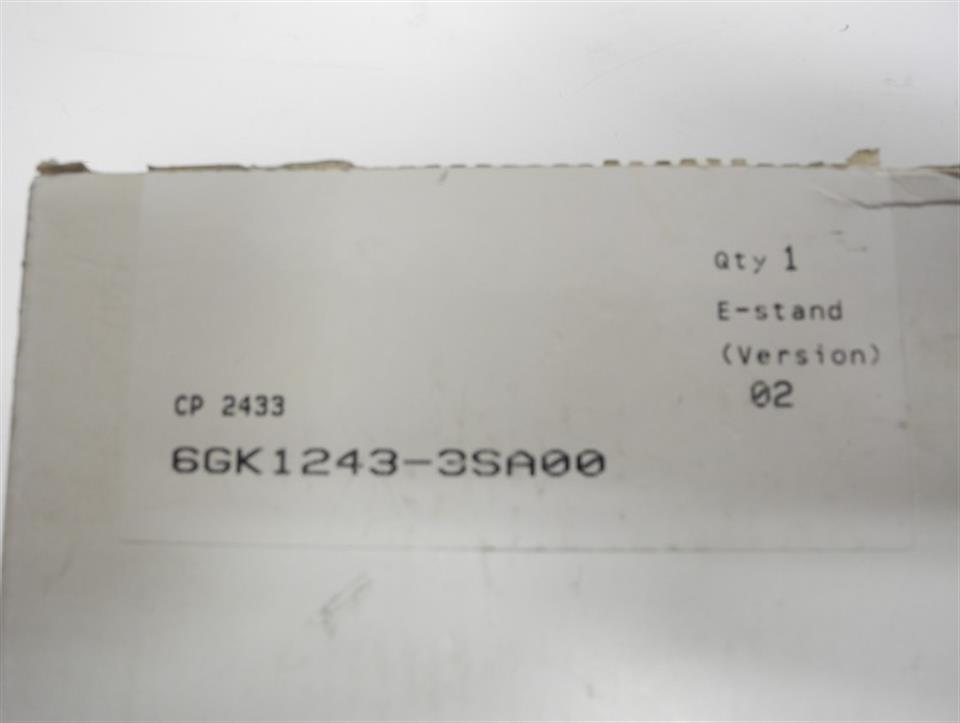 Qty 1
E-stand
(Version)
02
CP 2433
6GK1243-3SA00